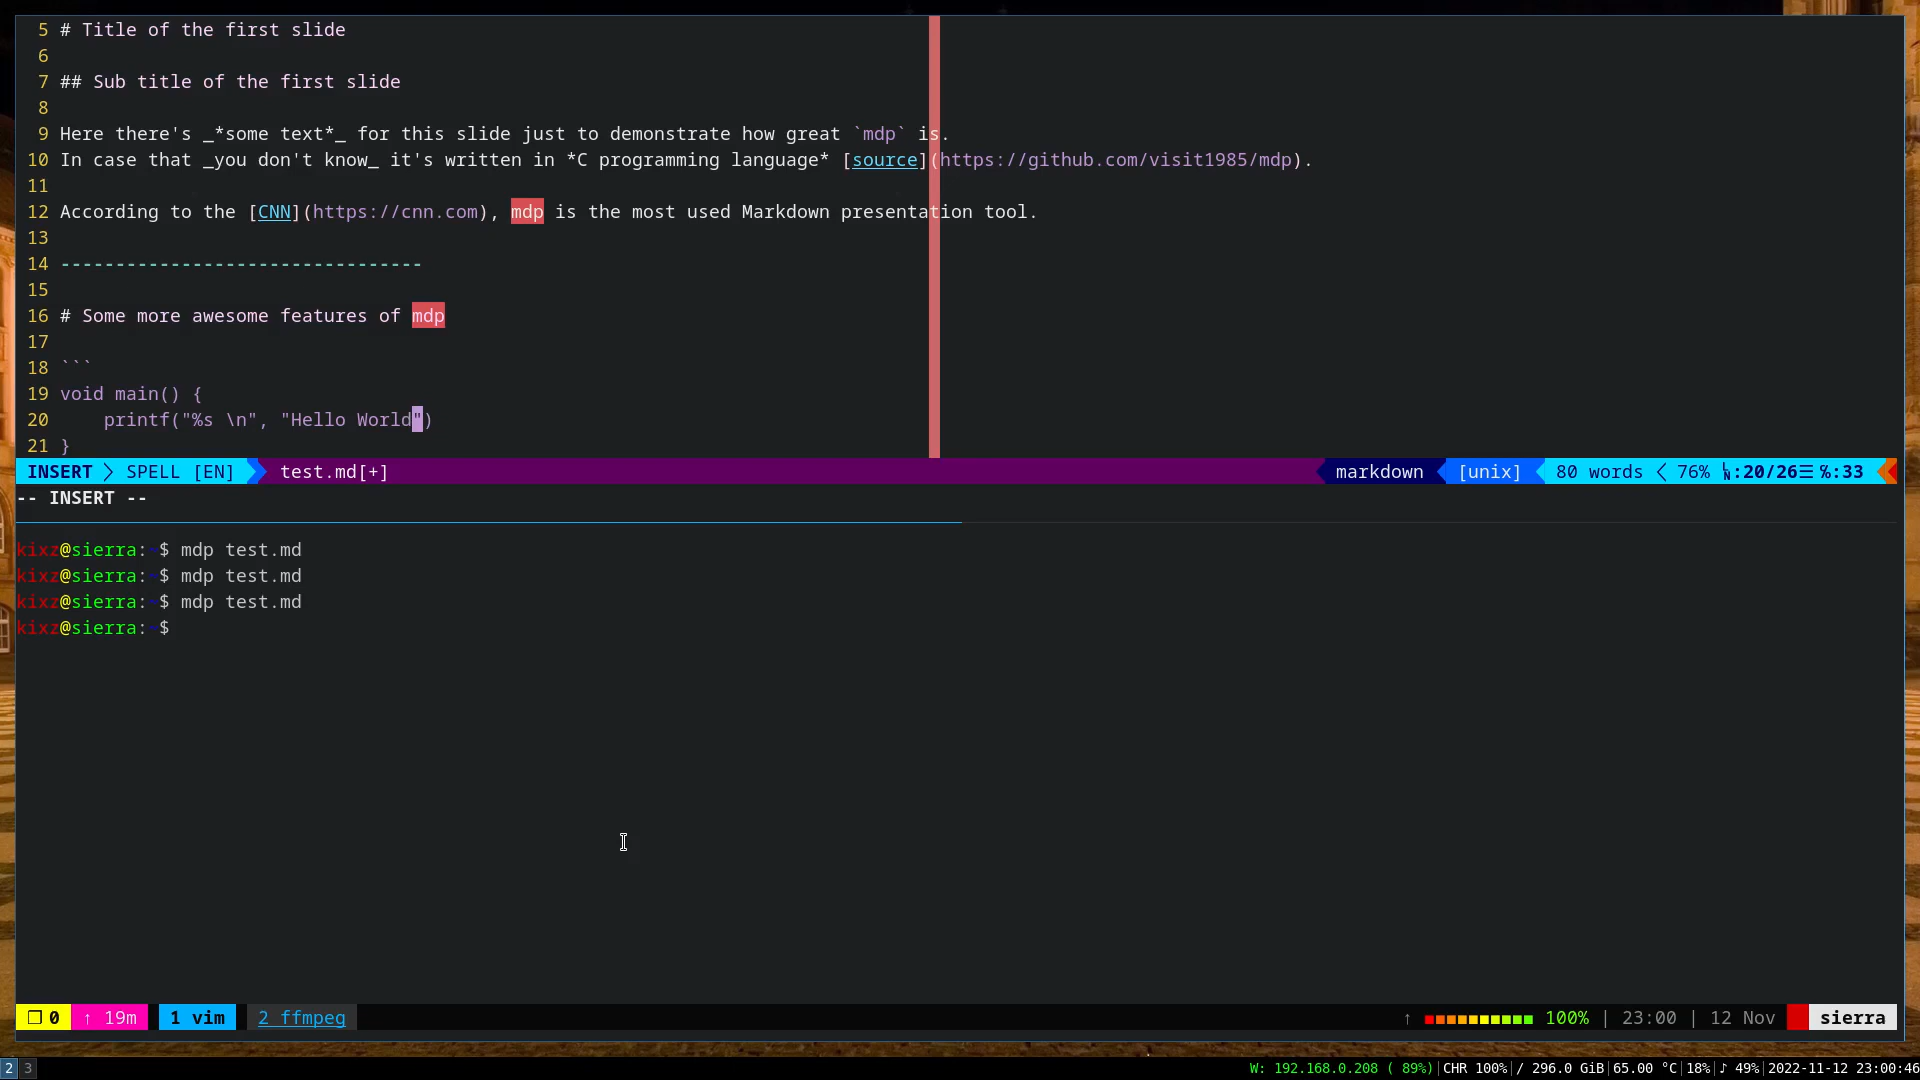 5 # Title of the first slide
6
7 ## Sub title of the first slide
8
9 Here there's _*some text*_ for this slide just to demonstrate how great `mdp` is.
10 In case that _you don't know_ it's written in *C programming language* [source](https://github.com/visit1985/mdp).
11
12 According to the [CNN](https://cnn.com), mdp is the most used Markdown presentation tool.
13
14 ---------------------------------
15
16 # Some more awesome features of mdp
17
18 ```
19 void main() {
20     printf("%s \n", "Hello World")
21 }
INSERT > SPELL [EN] test.md[+] markdown [unix] 80 words < 76% ㏑:20/26☰ ℅:33
-- INSERT --
kixz@sierra:~$ mdp test.md
kixz@sierra:~$ mdp test.md
kixz@sierra:~$ mdp test.md
kixz@sierra:~$
❐ 0 ↑ 19m 1 vim 2 ffmpeg ↑ 100% | 23:00 | 12 Nov sierra
2 3 W: 192.168.0.208 ( 89%)|CHR 100%|/ 296.0 GiB|65.00 °C|18%|♪ 49%|2022-11-12 23:00:46